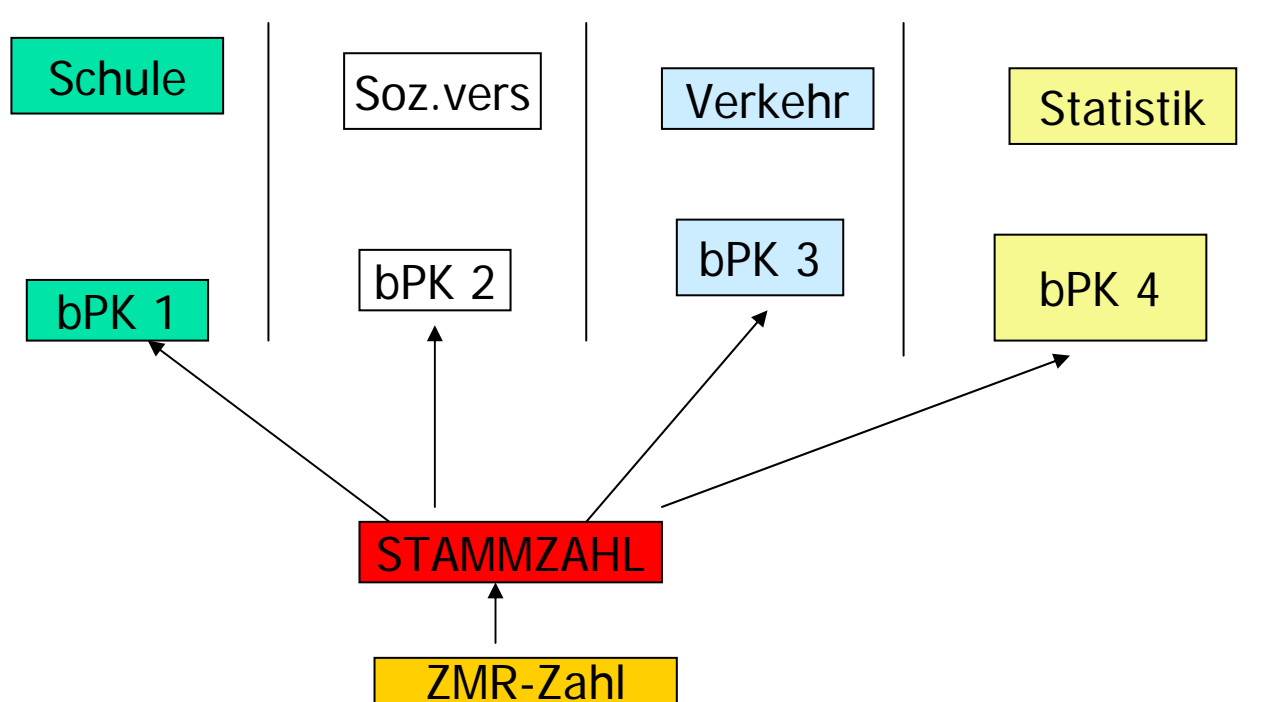 Schule
Soz.vers
Verkehr
Statistik
bPK 1
bPK 2
bPK 3
bPK 4
STAMMZAHL
ZMR-Zahl